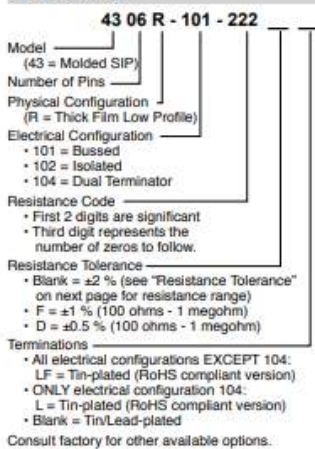 43 06 R - 101 - 222 __ __
Model
(43 = Molded SIP)
Number of Pins
Physical Configuration
(R = Thick Film Low Profile)
Electrical Configuration
• 101 = Bussed
• 102 = Isolated
• 104 = Dual Terminator
Resistance Code
• First 2 digits are significant
• Third digit represents the
number of zeros to follow.
Resistance Tolerance
• Blank = ±2 % (see "Resistance Tolerance"
on next page for resistance range)
• F = ±1 % (100 ohms - 1 megohm)
• D = ±0.5 % (100 ohms - 1 megohm)
Terminations
• All electrical configurations EXCEPT 104:
LF = Tin-plated (RoHS compliant version)
• ONLY electrical configuration 104:
L = Tin-plated (RoHS compliant version)
• Blank = Tin/Lead-plated
Consult factory for other available options.